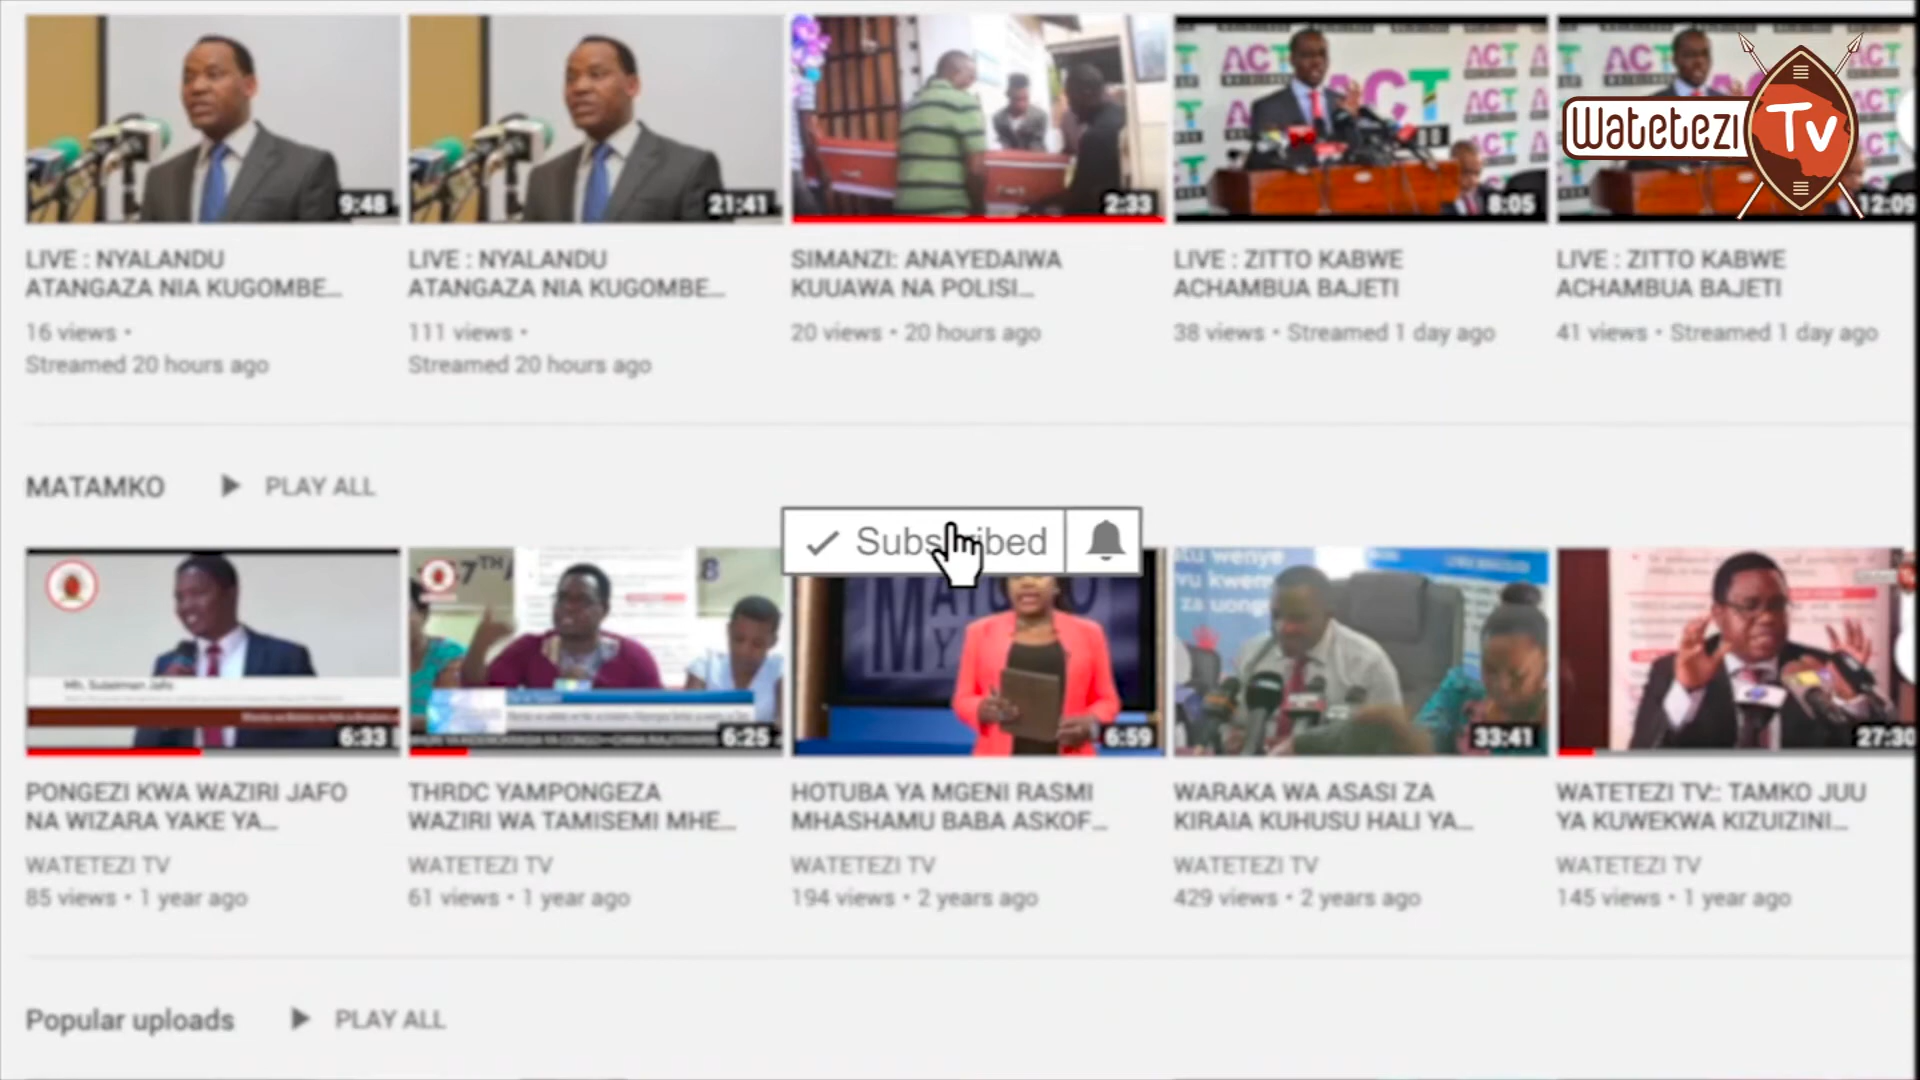 Watetezi Tv
ACT
ACT
ACT
ACT
ACT
9:48
21:41
2:33
8:05
12:09
LIVE : NYALANDU
ATANGAZA NIA KUGOMBE...
16 views •
Streamed 20 hours ago
LIVE : NYALANDU
ATANGAZA NIA KUGOMBE...
111 views •
Streamed 20 hours ago
SIMANZI: ANAYEDAIWA
KUUAWA NA POLISI...
20 views • 20 hours ago
LIVE : ZITTO KABWE
ACHAMBUA BAJETI
38 views • Streamed 1 day ago
LIVE : ZITTO KABWE
ACHAMBUA BAJETI
41 views • Streamed 1 day ago
MATAMKO
PLAY ALL
Subscribed
Mh. Sulaiman Jafo
6:33
6:25
6:59
33:41
27:30
PONGEZI KWA WAZIRI JAFO
NA WIZARA YAKE YA...
WATETEZI TV
85 views • 1 year ago
THRDC YAMPONGEZA
WAZIRI WA TAMISEMI MHE...
WATETEZI TV
61 views • 1 year ago
HOTUBA YA MGENI RASMI
MHASHAMU BABA ASKOF...
WATETEZI TV
194 views • 2 years ago
WARAKA WA ASASI ZA
KIRAIA KUHUSU HALI YA...
WATETEZI TV
429 views • 2 years ago
WATETEZI TV:: TAMKO JUU
YA KUWEKWA KIZUIZINI...
WATETEZI TV
145 views • 1 year ago
Popular uploads
PLAY ALL